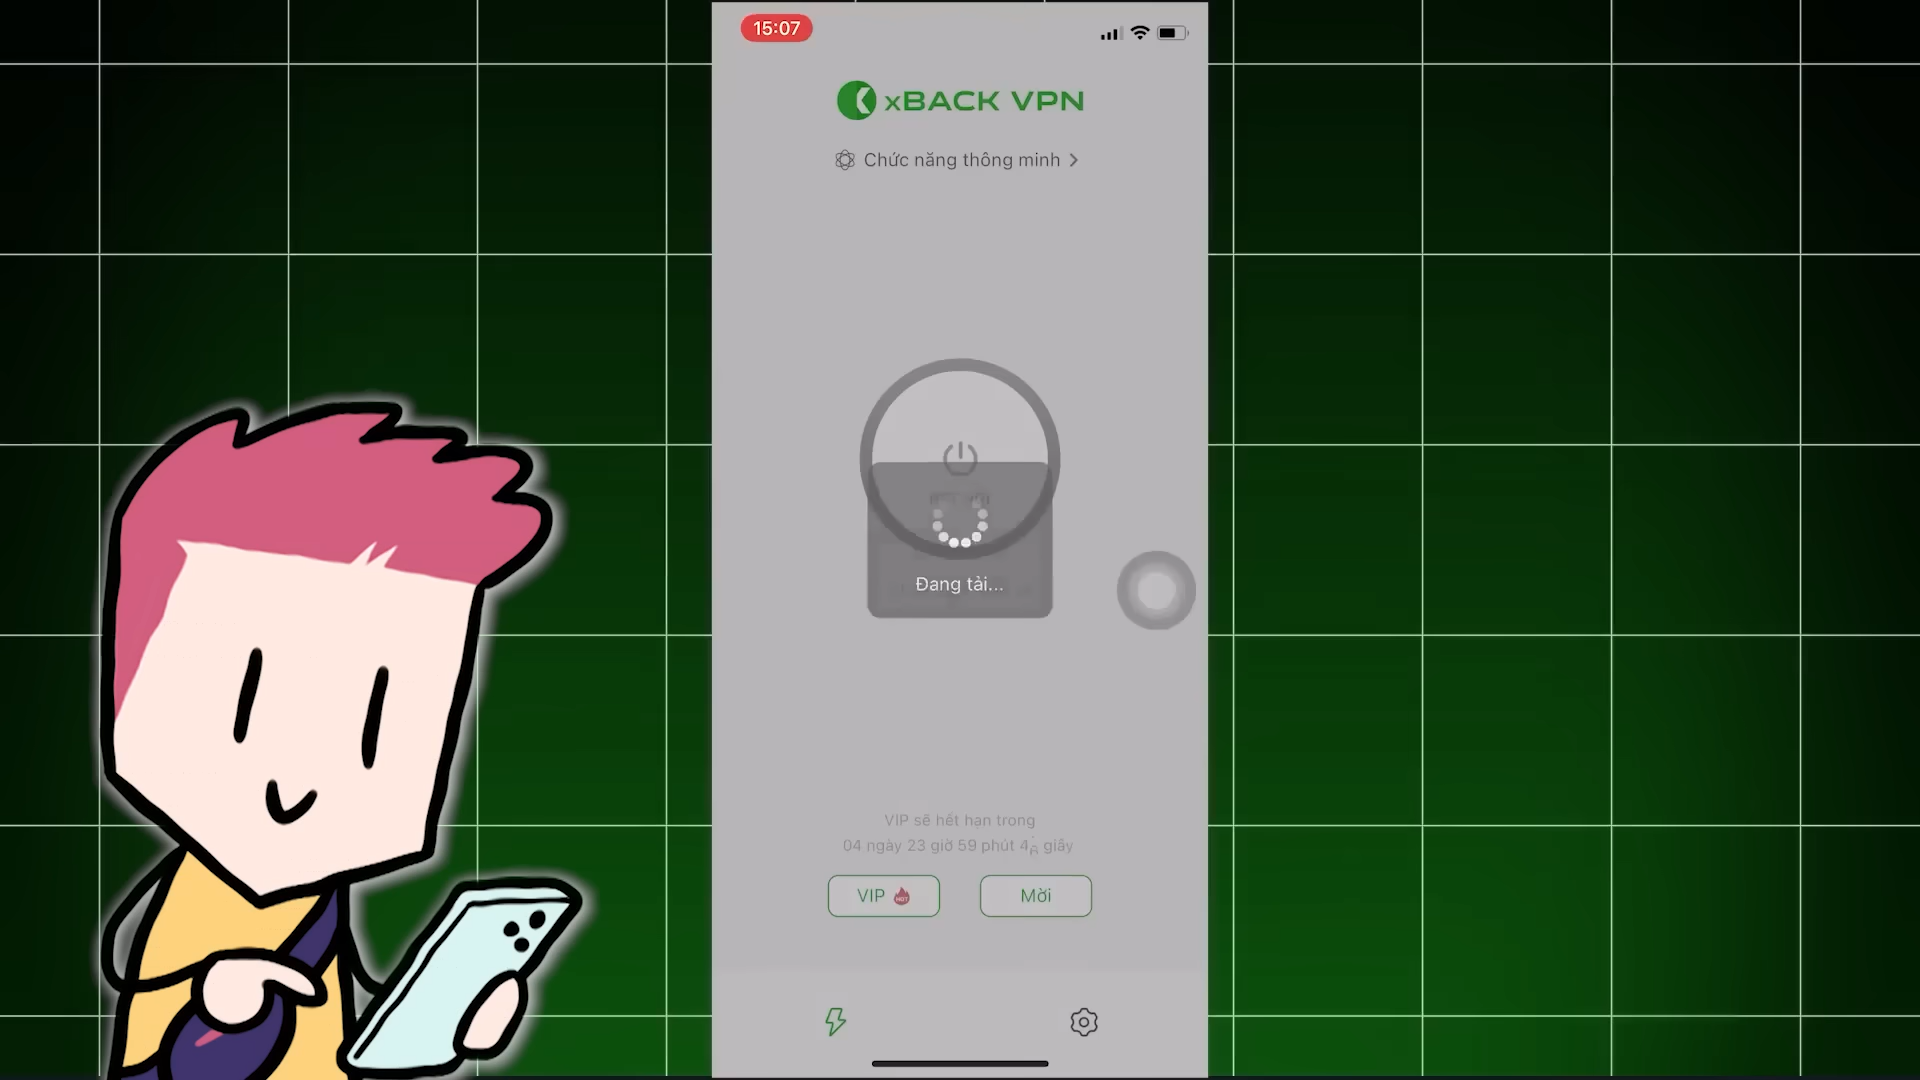 15:07
xBACK VPN
Chức năng thông minh
Đang tải...
VIP sẽ hết hạn trong
04 ngày 23 giờ 59 phút giây
VIP HOT
Mời